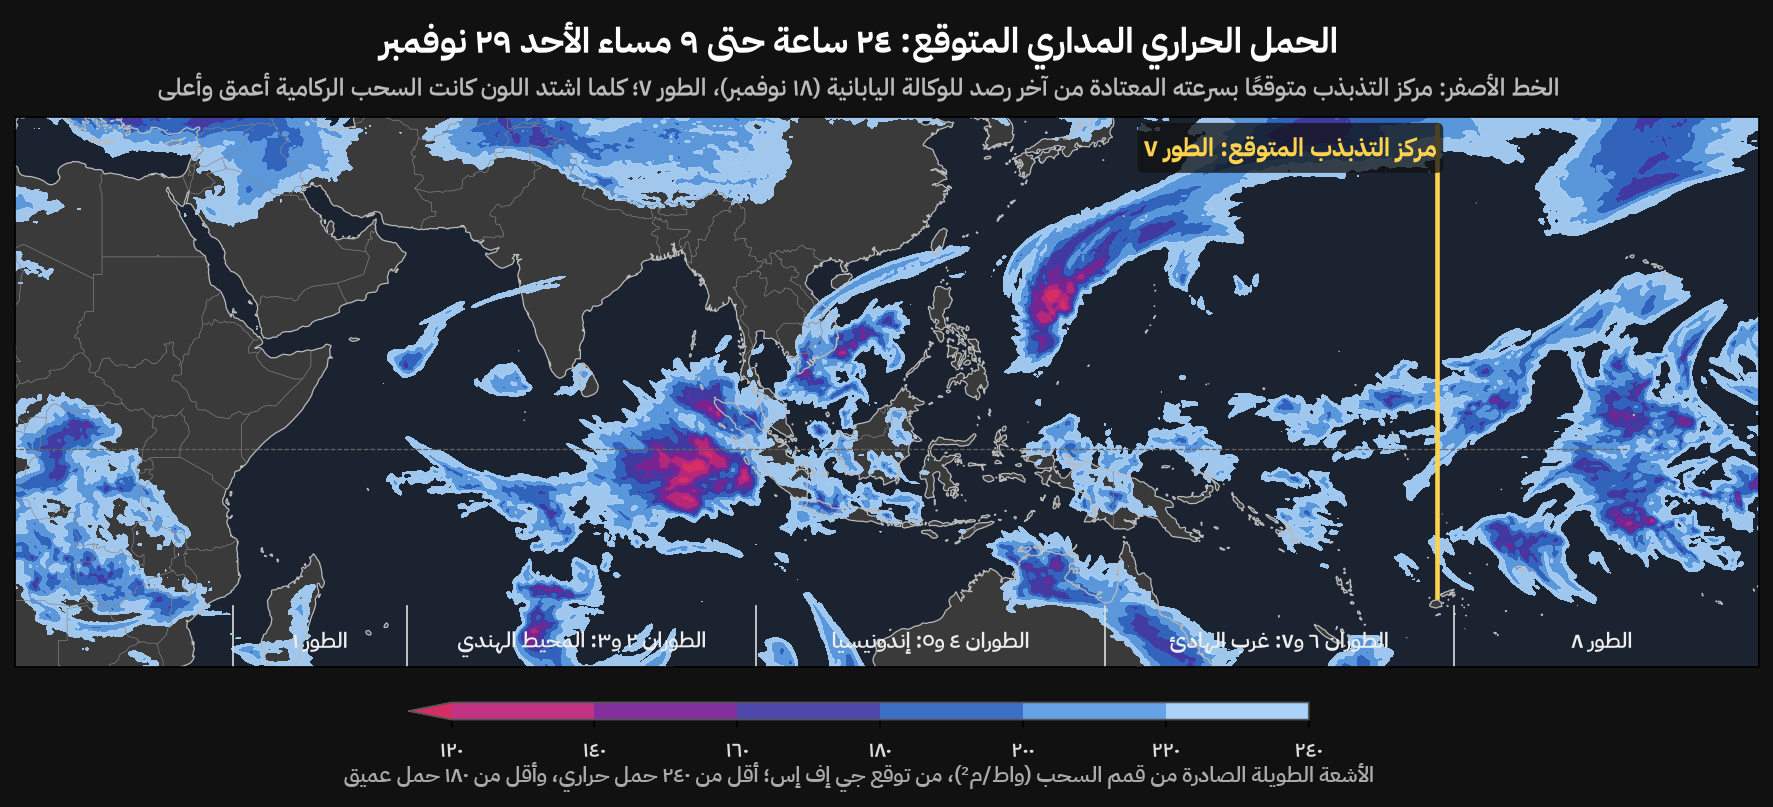 الحمل الحراري المداري المتوقع: ٢٤ ساعة حتى ٩ مساء الأحد ٢٩ نوفمبر
الخط الأصفر: مركز التذبذب متوقعًا بسرعته المعتادة من آخر رصد للوكالة اليابانية (١٨ نوفمبر)، الطور ٧؛ كلما اشتد اللون كانت السحب الركامية أعمق وأعلى
مركز التذبذب المتوقع: الطور ٧
الطور ١
الطوران ٢ و٣: المحيط الهندي
الطوران ٤ و٥: إندونيسيا
الطوران ٦ و٧: غرب الهادئ
الطور ٨
١٢٠ ١٤٠ ١٦٠ ١٨٠ ٢٠٠ ٢٢٠ ٢٤٠
الأشعة الطويلة الصادرة من قمم السحب (واط/م²)، من توقع جي إف إس؛ أقل من ٢٤٠ حمل حراري، وأقل من ١٨٠ حمل عميق